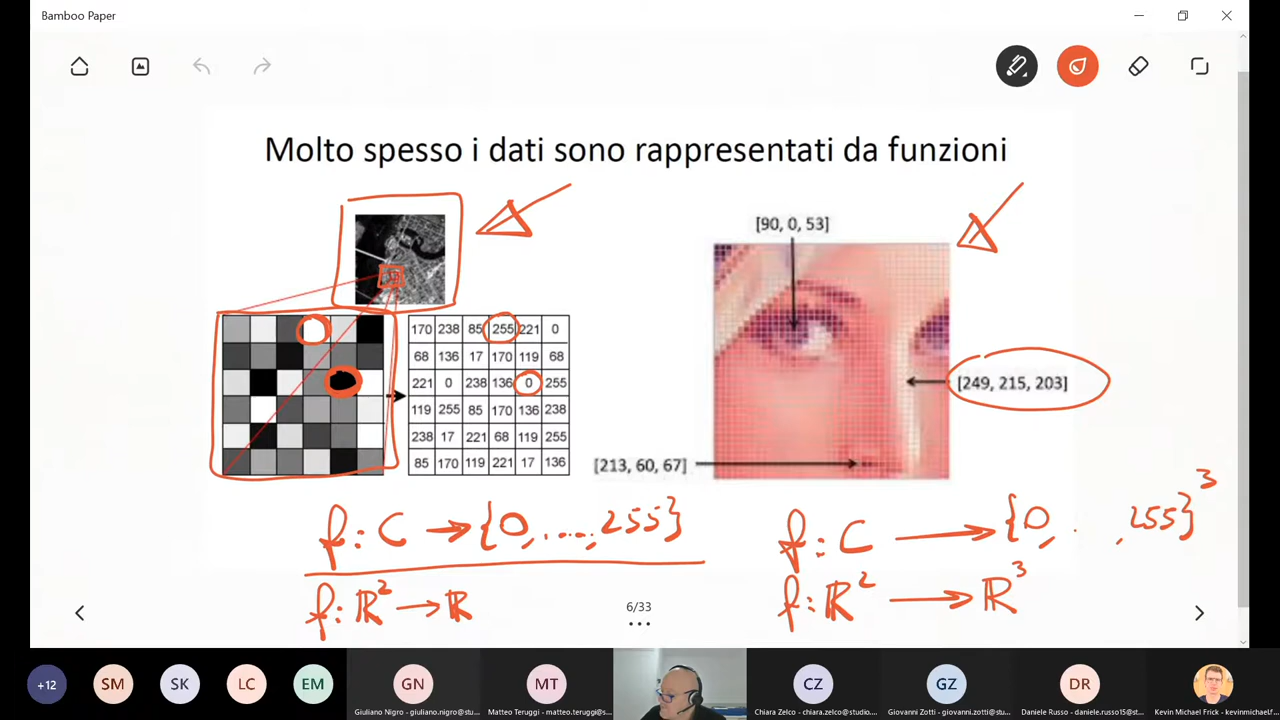 Bamboo Paper
Molto spesso i dati sono rappresentati da funzioni
[90, 0, 53]
170 238 85 255 221 0
68 136 17 170 119 68
221 0 238 136 0 255
119 255 85 170 136 238
238 17 221 68 119 255
85 170 119 221 17 136
[249, 215, 203]
[213, 60, 67]
f: C → {0, ..., 255}
f: ℝ² → ℝ
f: C → {0, . . , 255}³
f: ℝ² → ℝ³
6/33
+12
SM
SK
LC
EM
GN
Giuliano Nigro - giuliano.nigro@stu...
MT
Matteo Teruggi - matteo.teruggi@s...
CZ
Chiara Zelco - chiara.zelco@studio....
GZ
Giovanni Zotti - giovanni.zotti@stu...
DR
Daniele Russo - daniele.russo15@st...
Kevin Michael Frick - kevinmichael.f...